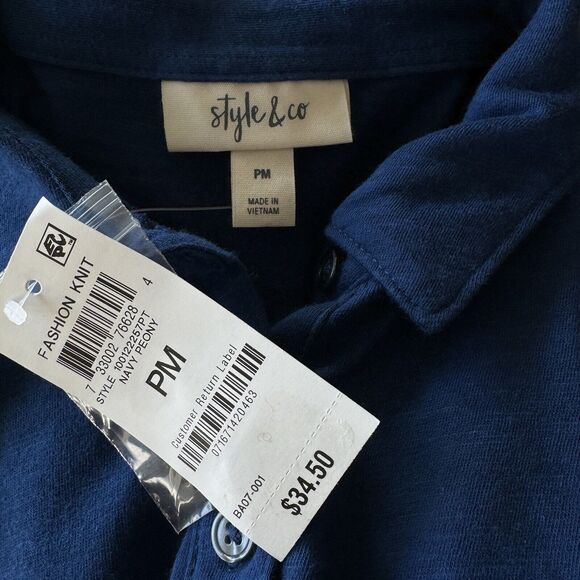 style & co
PM
MADE IN
VIETNAM
FASHION KNIT
7 33002 76628 4
STYLE 100122257PT
NAVY PEONY
PM
Customer Return Label
071671420463
BA07-001
$34.50